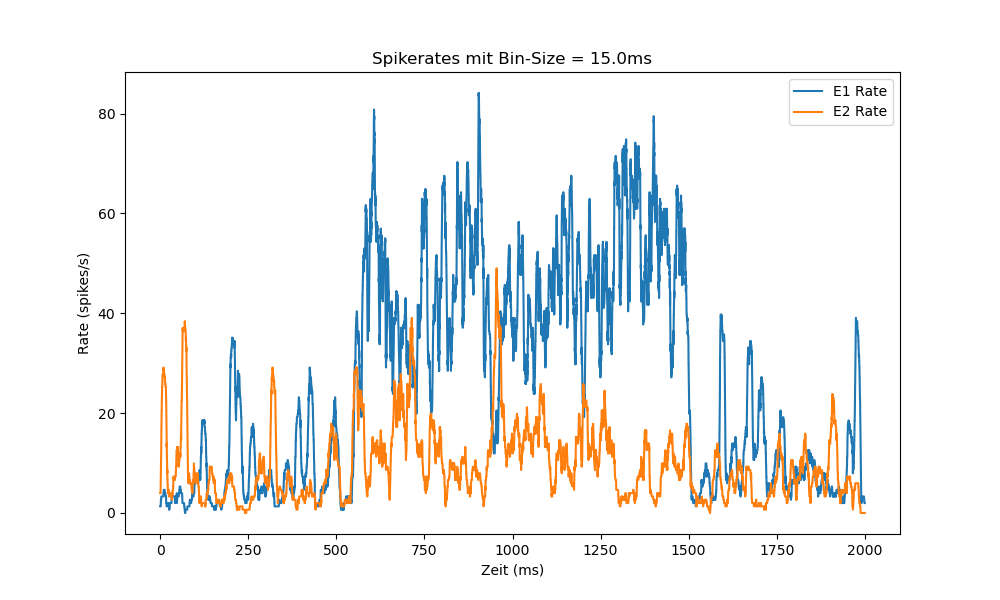 Spikerates mit Bin-Size = 15.0ms
E1 Rate
E2 Rate
80
60
40
20
0
Rate (spikes/s)
0 250 500 750 1000 1250 1500 1750 2000
Zeit (ms)